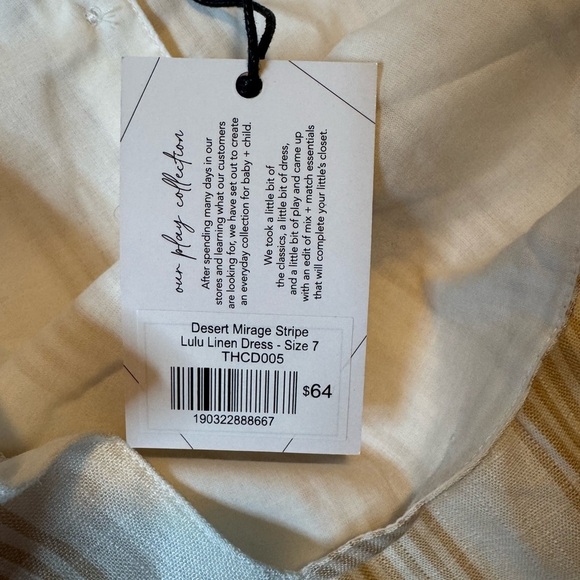 our play collection
After spending many days in our
stores and learning what our customers
are looking for, we have set out to create
an everyday collection for baby + child.
We took a little bit of
the classics, a little bit of dress,
and a little bit of play and came up
with an edit of mix + match essentials
that will complete your little's closet.
Desert Mirage Stripe
Lulu Linen Dress - Size 7
THCD005
$64
190322888667